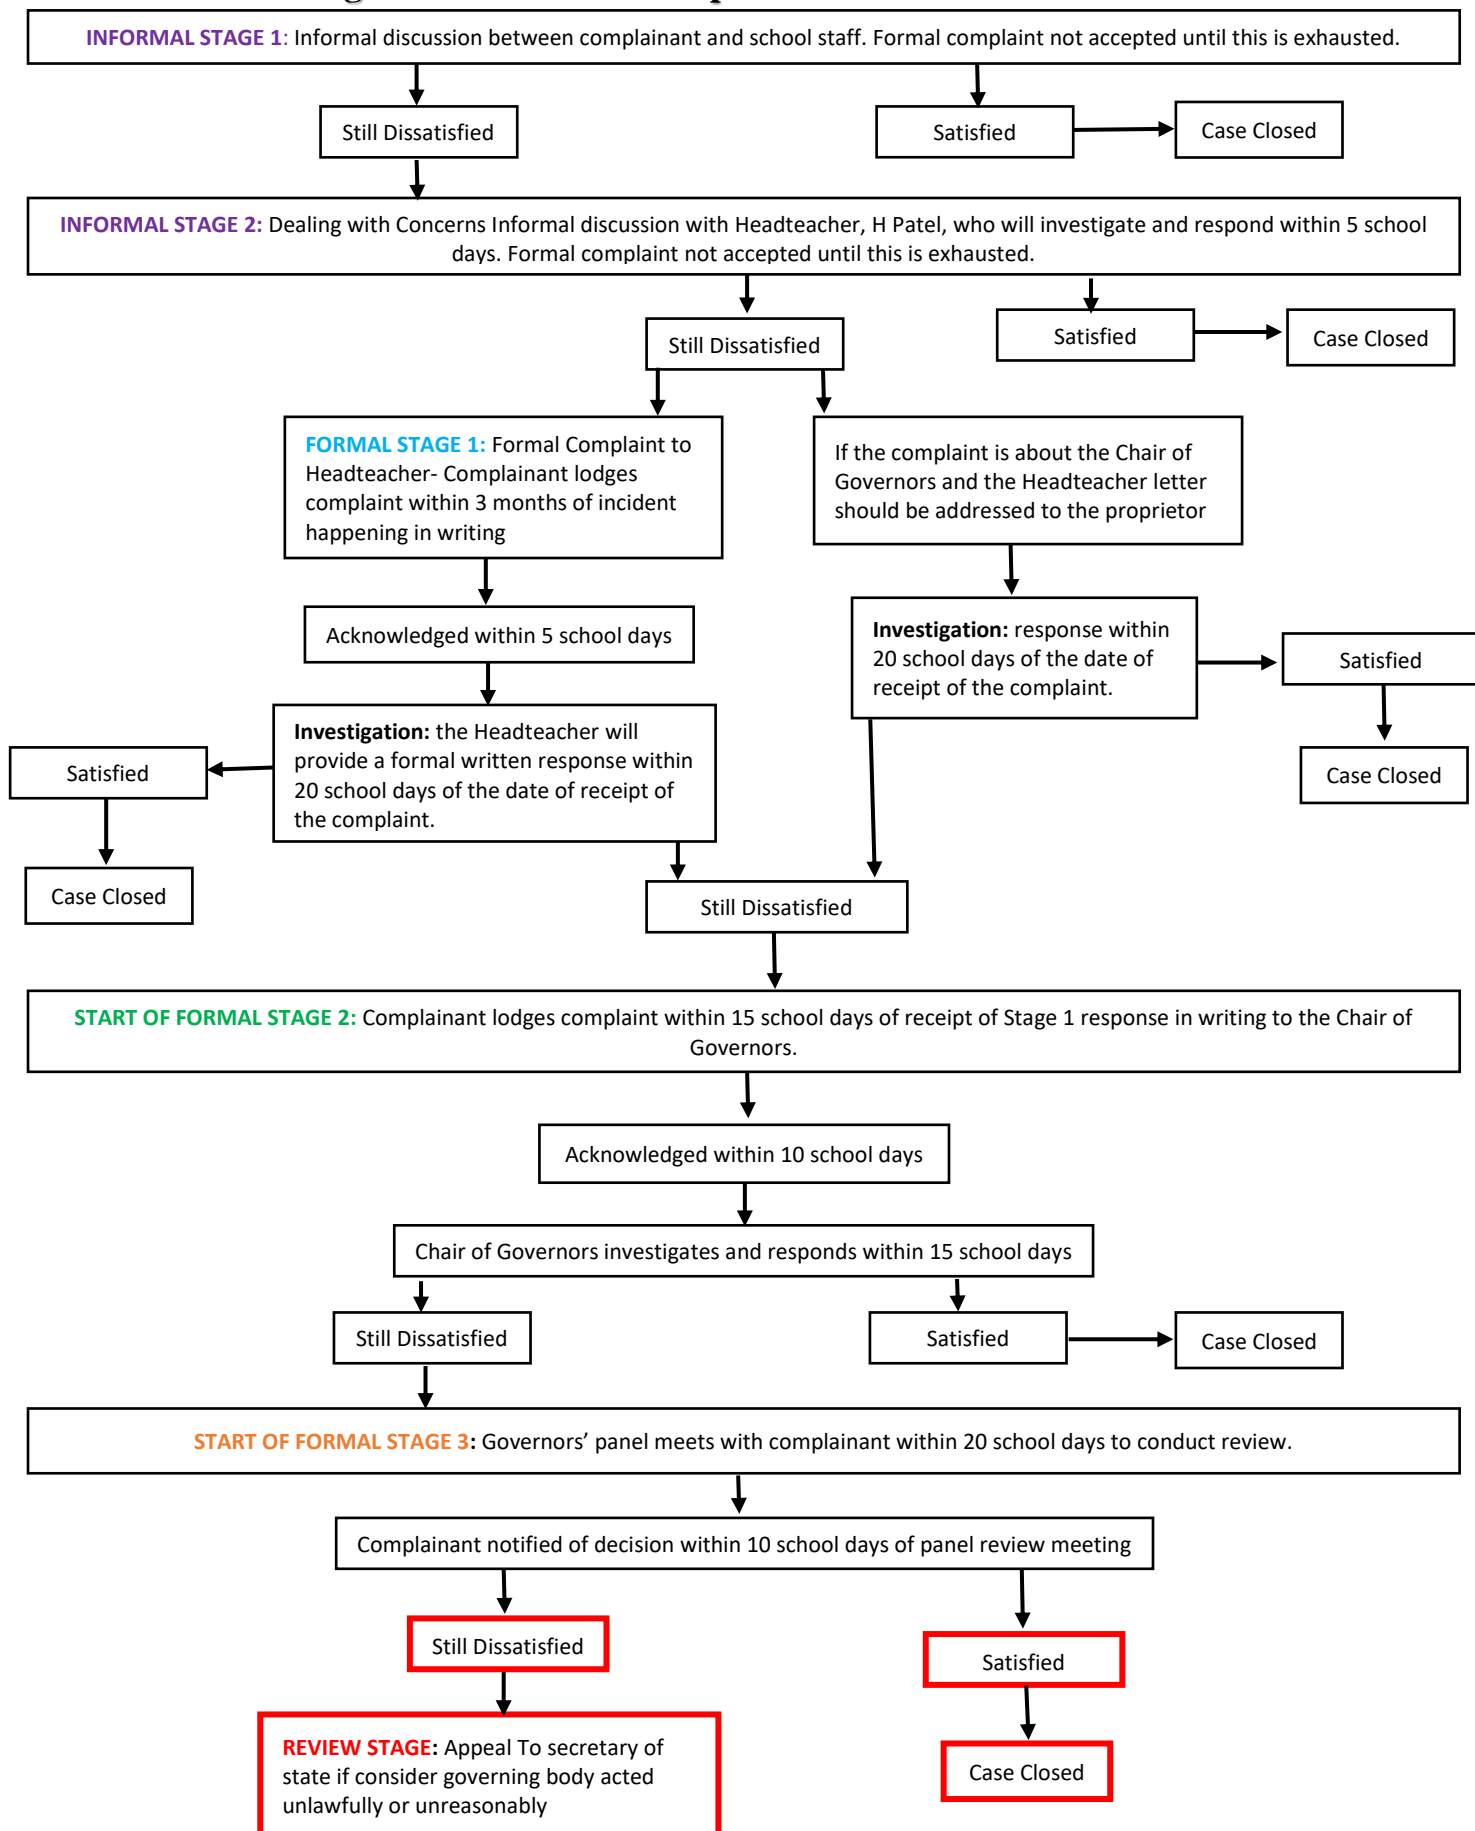 INFORMAL STAGE 1: Informal discussion between complainant and school staff. Formal complaint not accepted until this is exhausted.
Still Dissatisfied
Satisfied
Case Closed
INFORMAL STAGE 2: Dealing with Concerns Informal discussion with Headteacher, H Patel, who will investigate and respond within 5 school
days. Formal complaint not accepted until this is exhausted.
Still Dissatisfied
Satisfied
Case Closed
FORMAL STAGE 1: Formal Complaint to
Headteacher- Complainant lodges
complaint within 3 months of incident
happening in writing
If the complaint is about the Chair of
Governors and the Headteacher letter
should be addressed to the proprietor
Acknowledged within 5 school days
Investigation: response within
20 school days of the date of
receipt of the complaint.
Satisfied
Case Closed
Investigation: the Headteacher will
provide a formal written response within
20 school days of the date of receipt of
the complaint.
Satisfied
Case Closed
Still Dissatisfied
START OF FORMAL STAGE 2: Complainant lodges complaint within 15 school days of receipt of Stage 1 response in writing to the Chair of
Governors.
Acknowledged within 10 school days
Chair of Governors investigates and responds within 15 school days
Still Dissatisfied
Satisfied
Case Closed
START OF FORMAL STAGE 3: Governors’ panel meets with complainant within 20 school days to conduct review.
Complainant notified of decision within 10 school days of panel review meeting
Still Dissatisfied
Satisfied
Case Closed
REVIEW STAGE: Appeal To secretary of
state if consider governing body acted
unlawfully or unreasonably